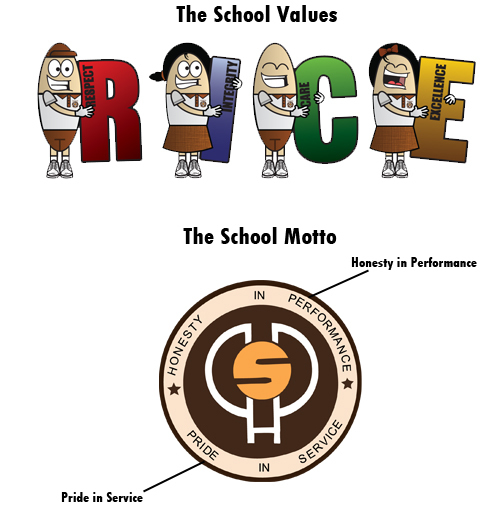 The School Values
R I C E
RESPECT
INTEGRITY
CARE
EXCELLENCE
The School Motto
Honesty in Performance
HONESTY IN PERFORMANCE
S
PRIDE IN SERVICE
Pride in Service